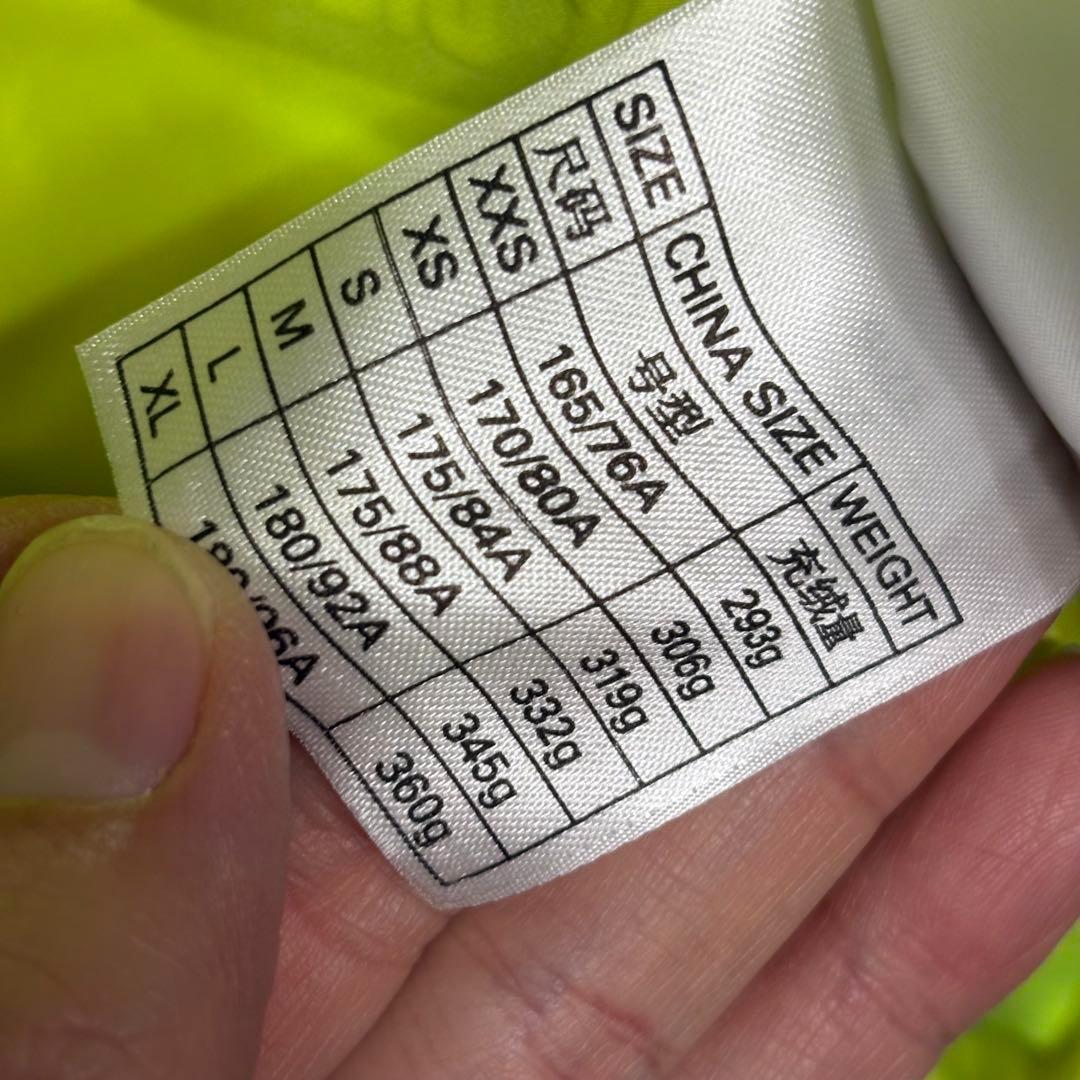 SIZE CHINA SIZE WEIGHT
尺码 号型 充绒量
XXS 165/76A 293g
XS 170/80A 306g
S 175/84A 319g
M 175/88A 332g
L 180/92A 345g
XL 360g